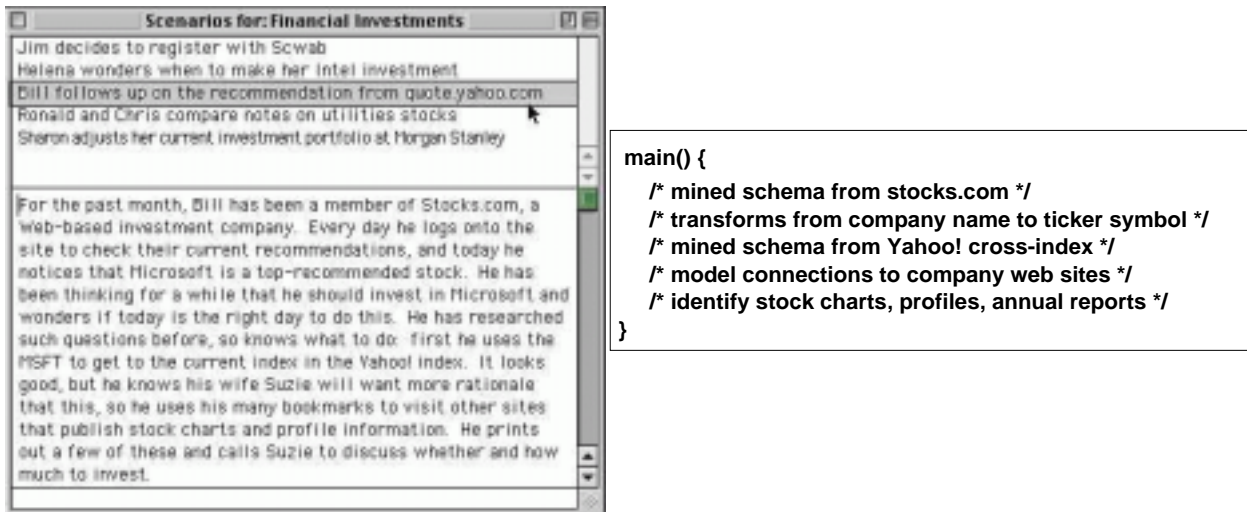 Scenarios for: Financial Investments
Jim decides to register with Scwab
Helena wonders when to make her Intel investment
Bill follows up on the recommendation from quote.yahoo.com
Ronald and Chris compare notes on utilities stocks
Sharon adjusts her current investment portfolio at Morgan Stanley
For the past month, Bill has been a member of Stocks.com, a
web-based investment company. Every day he logs onto the
site to check their current recommendations, and today he
notices that Microsoft is a top-recommended stock. He has
been thinking for a while that he should invest in Microsoft and
wonders if today is the right day to do this. He has researched
such questions before, so knows what to do: first he uses the
MSFT to get to the current index in the Yahoo! index. It looks
good, but he knows his wife Suzie will want more rationale
that this, so he uses his many bookmarks to visit other sites
that publish stock charts and profile information. He prints
out a few of these and calls Suzie to discuss whether and how
much to invest.
main() {
/* mined schema from stocks.com */
/* transforms from company name to ticker symbol */
/* mined schema from Yahoo! cross-index */
/* model connections to company web sites */
/* identify stock charts, profiles, annual reports */
}